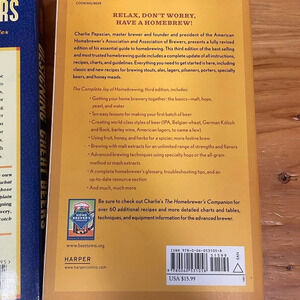 COOKING/BEER
RELAX, DON'T WORRY,
HAVE A HOMEBREW!
Charlie Papazian, master brewer and founder and president of the American
Homebrewer's Association and Association of Brewers, presents a fully revised
edition of his essential guide to homebrewing. This third edition of the best-selling
and most trusted homebrewing guide includes a complete update of all instructions,
recipes, charts, and guidelines. Everything you need to get started is here, including
classic and new recipes for brewing stouts, ales, lagers, pilseners, porters, specialty
beers, and honey meads.
The Complete Joy of Homebrewing, third edition, includes:
• Getting your home brewery together: the basics—malt, hops,
yeast, and water
• Ten easy lessons for making your first batch of beer
• Creating world class styles of beer (IPA, Belgian wheat, German Kölsch
and Bock, barley wine, American lagers, to name a few)
• Using fruit, honey, and herbs for a spicier, more festive brew
• Brewing with malt extracts for an unlimited range of strengths and flavors
• Advanced brewing techniques using specialty hops or the all-grain
method or mash extracts
• A complete homebrewer's glossary, troubleshooting tips, and an
up-to-date resource section
• And much, much more
Be sure to check out Charlie's The Homebrewer's Companion for
over 60 additional recipes and more detailed charts and tables,
techniques, and equipment information for the advanced brewer.
www.beertown.org
HARPER
www.harpercollins.com
USA $15.99